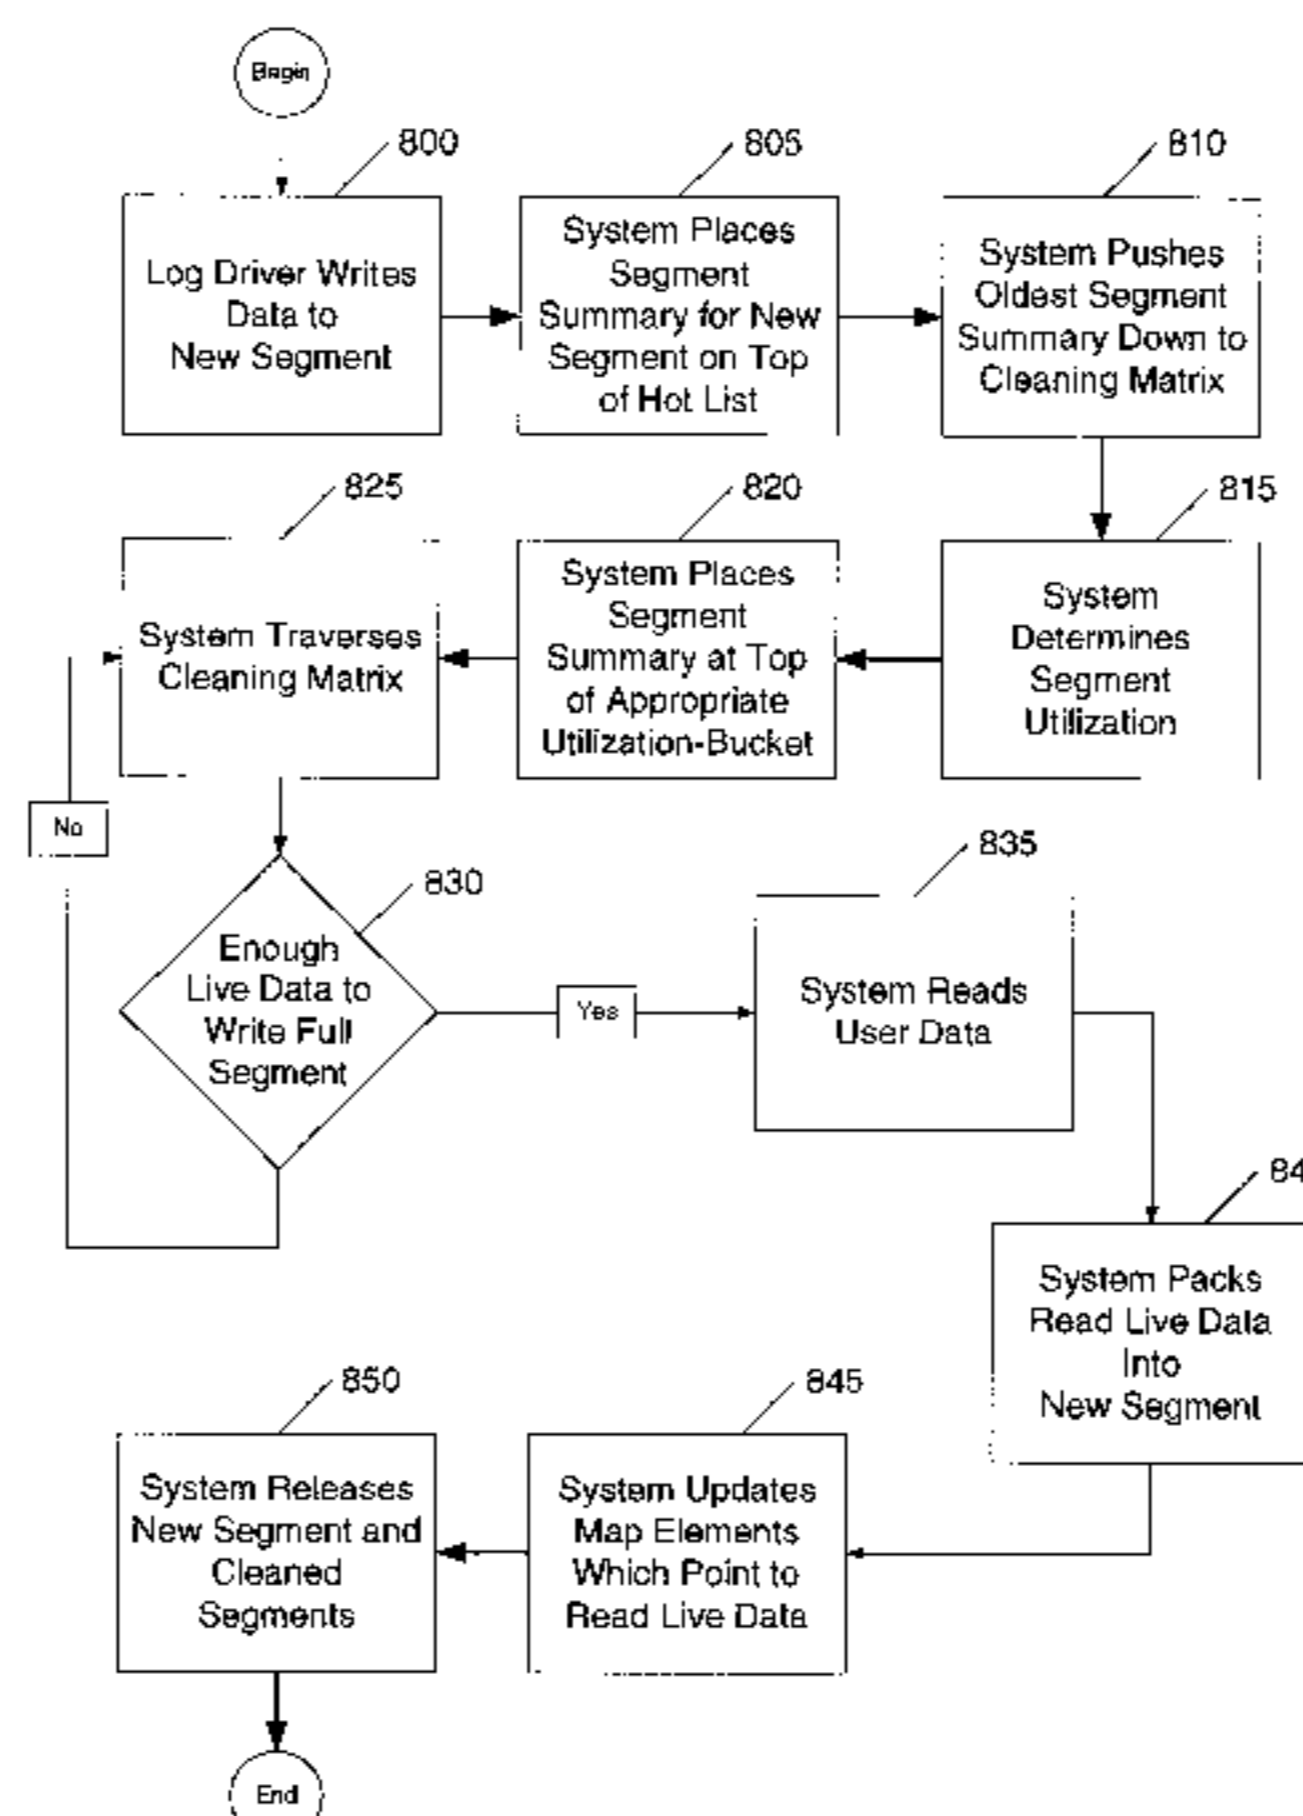 Begin
800
805
810
Log Driver Writes
Data to
New Segment
System Places
Segment
Summary for New
Segment on Top
of Hot List
System Pushes
Oldest Segment
Summary Down to
Cleaning Matrix
825
820
815
System Traverses
Cleaning Matrix
System Places
Segment
Summary at Top
of Appropriate
Utilization-Bucket
System
Determines
Segment
Utilization
No
830
835
Enough
Live Data to
Write Full
Segment
Yes
System Reads
User Data
84
System Packs
Read Live Data
Into
New Segment
850
845
System Releases
New Segment and
Cleaned
Segments
System Updates
Map Elements
Which Point to
Read Live Data
End